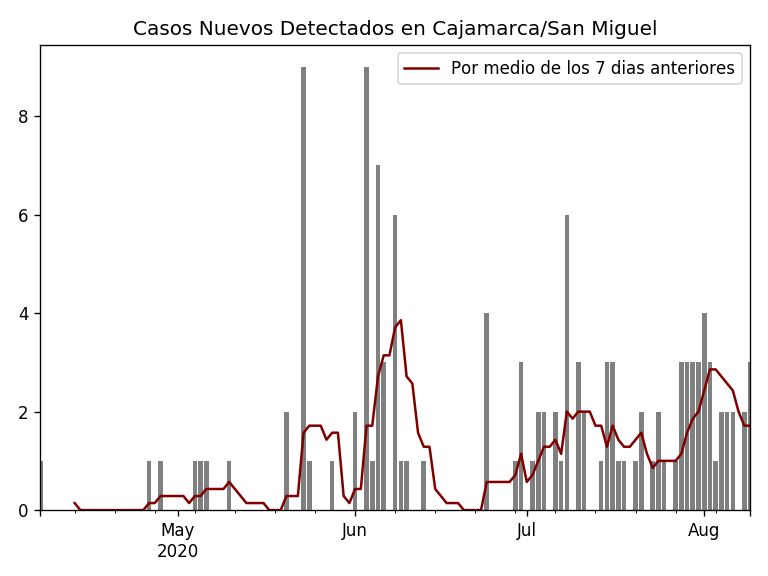 Casos Nuevos Detectados en Cajamarca/San Miguel
Por medio de los 7 dias anteriores
8
6
4
2
0
May
2020
Jun
Jul
Aug